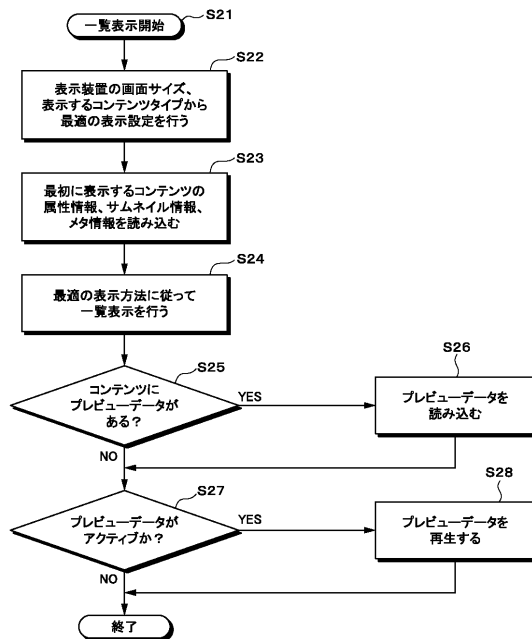 一覧表示開始
S21
S22
表示装置の画面サイズ、
表示するコンテンツタイプから
最適の表示設定を行う
S23
最初に表示するコンテンツの
属性情報、サムネイル情報、
メタ情報を読み込む
S24
最適の表示方法に従って
一覧表示を行う
S25
コンテンツに
プレビューデータが
ある？
YES
S26
プレビューデータを
読み込む
NO
S27
プレビューデータが
アクティブか？
YES
S28
プレビューデータを
再生する
NO
終了